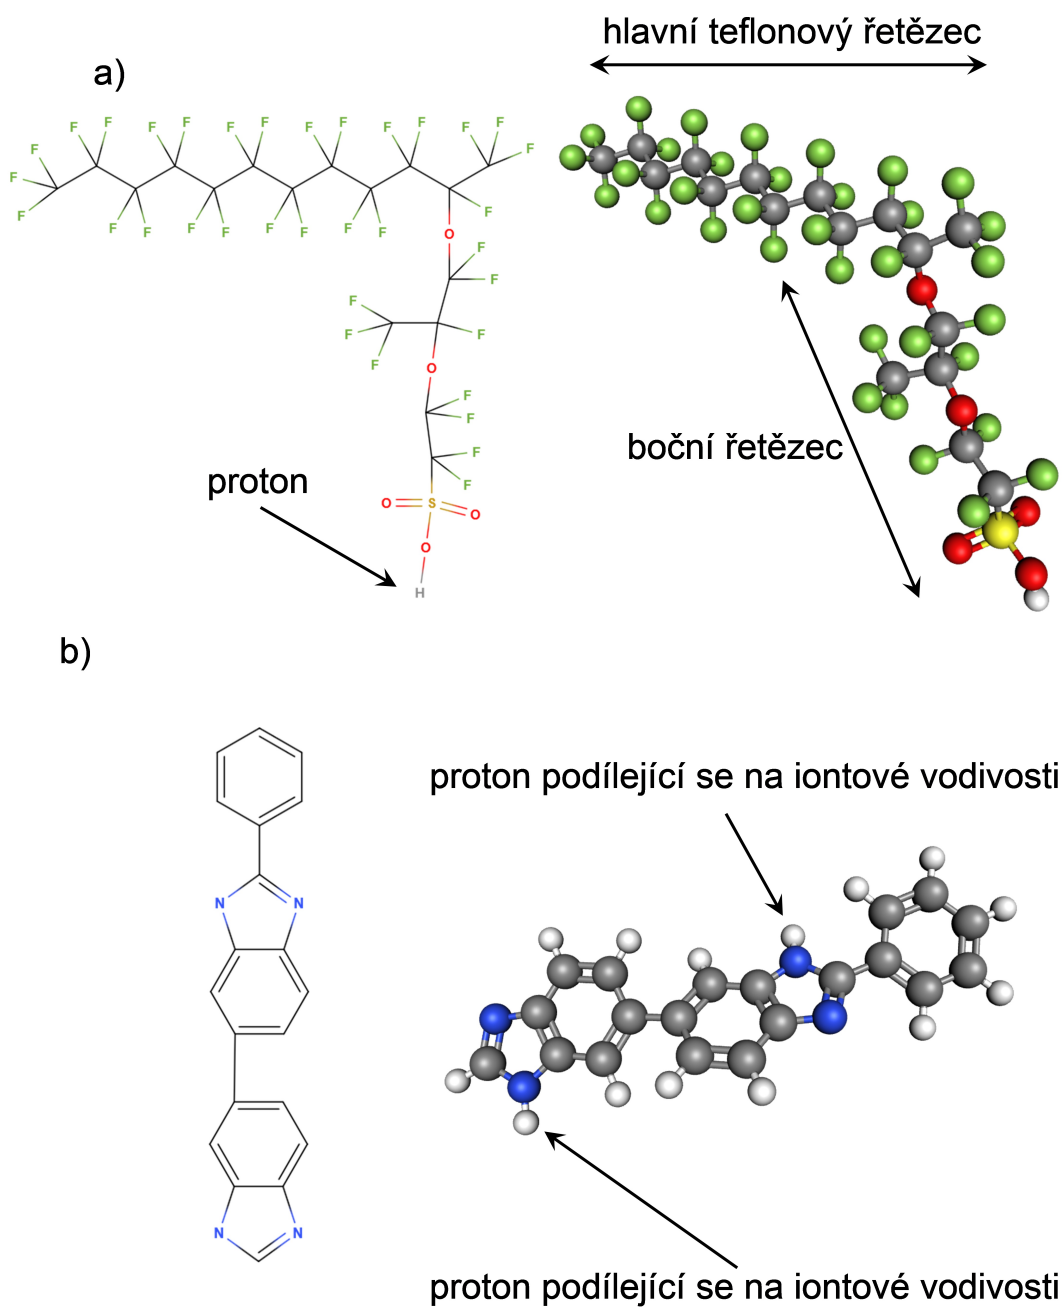 hlavní teflonový řetězec
a)
F F F F F F F F F F F F
F F
F
F F
F F F F F F F F
O
F
F F
F F
F
O
F
F
boční řetězec
F
proton
F
O S O
O
H
b)
proton podílející se na iontové vodivosti
N N
N N
proton podílející se na iontové vodivosti